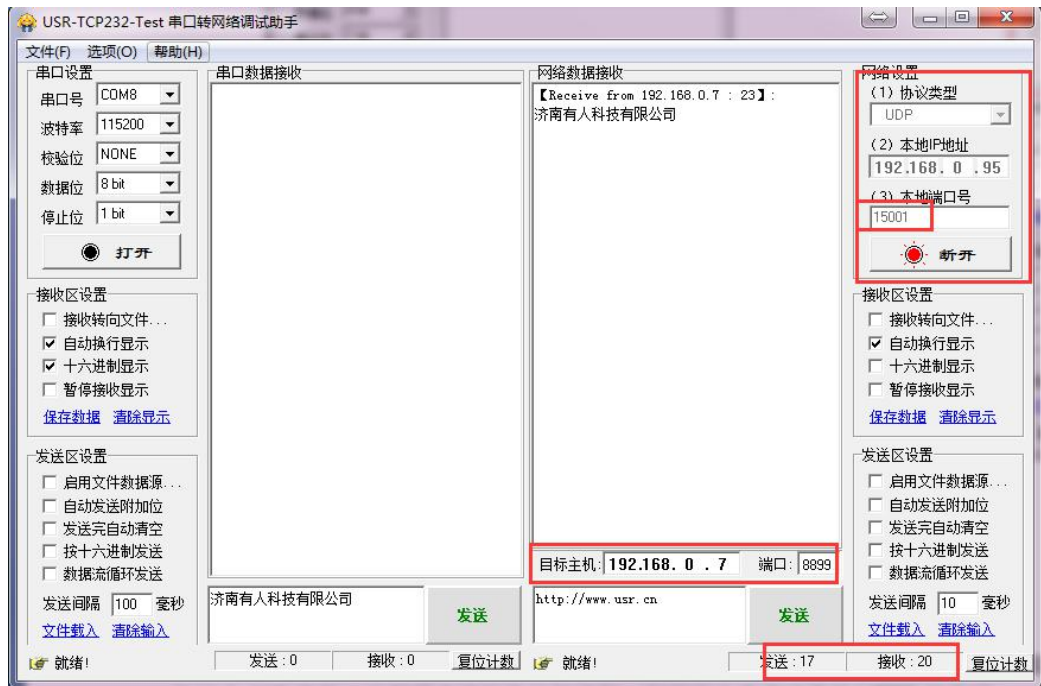 USR-TCP232-Test 串口转网络调试助手
文件(F) 选项(O) 帮助(H)
串口设置
串口号 COM8
波特率 115200
校验位 NONE
数据位 8 bit
停止位 1 bit
打开
接收区设置
接收转向文件...
自动换行显示
十六进制显示
暂停接收显示
保存数据 清除显示
发送区设置
启用文件数据源...
自动发送附加位
发送完自动清空
按十六进制发送
数据流循环发送
发送间隔 100 毫秒
文件载入 清除输入
就绪!
串口数据接收
济南有人科技有限公司
发送
发送:0 接收:0 复位计数
网络数据接收
【Receive from 192.168.0.7 : 23】:
济南有人科技有限公司
目标主机: 192.168. 0 . 7 端口: 8899
http://www.usr.cn
发送
就绪!
发送:17 接收:20 复位计数
网络设置
(1) 协议类型
UDP
(2) 本地IP地址
192.168. 0 .95
(3) 本地端口号
15001
断开
接收区设置
接收转向文件...
自动换行显示
十六进制显示
暂停接收显示
保存数据 清除显示
发送区设置
启用文件数据源...
自动发送附加位
发送完自动清空
按十六进制发送
数据流循环发送
发送间隔 10 毫秒
文件载入 清除输入